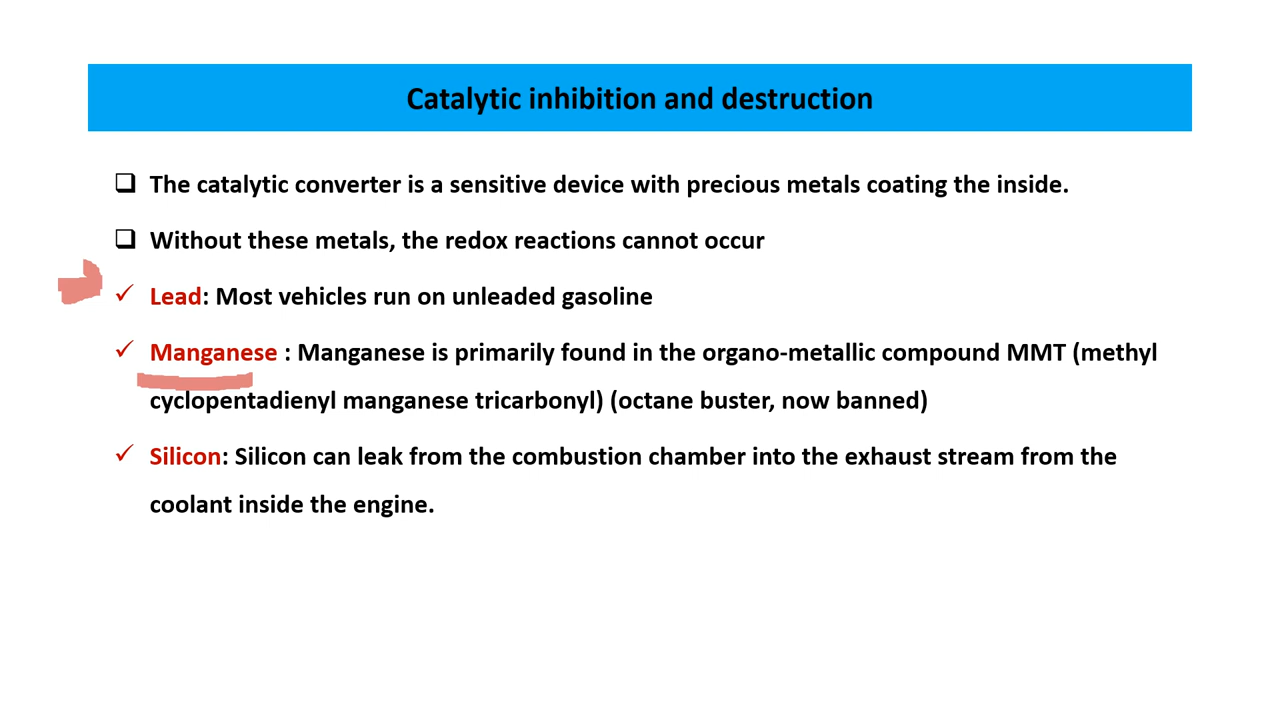 Catalytic inhibition and destruction
❑ The catalytic converter is a sensitive device with precious metals coating the inside.
❑ Without these metals, the redox reactions cannot occur
✓ Lead: Most vehicles run on unleaded gasoline
✓ Manganese : Manganese is primarily found in the organo-metallic compound MMT (methyl
cyclopentadienyl manganese tricarbonyl) (octane buster, now banned)
✓ Silicon: Silicon can leak from the combustion chamber into the exhaust stream from the
coolant inside the engine.